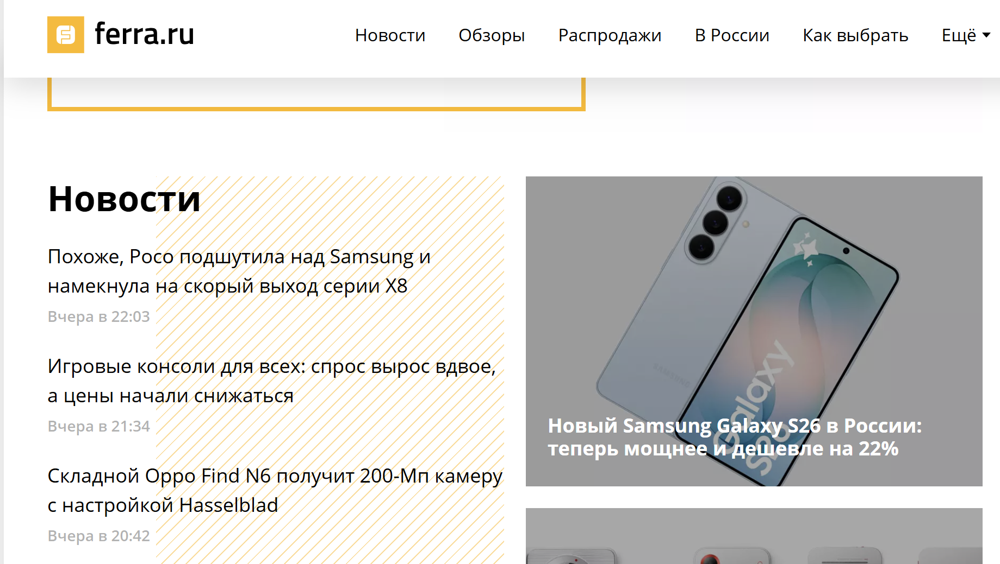 ferra.ru
Новости
Обзоры
Распродажи
В России
Как выбрать
Ещё
Новости
Похоже, Poco подшутила над Samsung и
намекнула на скорый выход серии X8
Вчера в 22:03
Игровые консоли для всех: спрос вырос вдвое,
а цены начали снижаться
Вчера в 21:34
Складной Oppo Find N6 получит 200-Мп камеру
с настройкой Hasselblad
Вчера в 20:42
SAMSUNG
Galaxy
S26
Новый Samsung Galaxy S26 в России:
теперь мощнее и дешевле на 22%